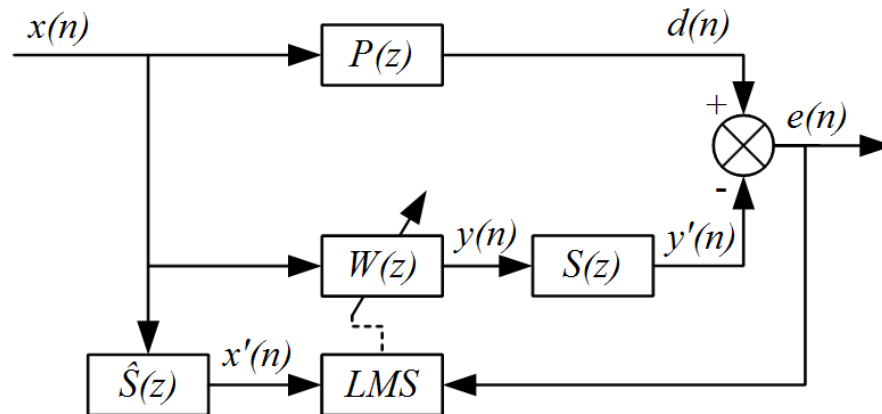 x(n)
P(z)
d(n)
+
e(n)
-
W(z)
y(n)
S(z)
y'(n)
Ŝ(z)
x'(n)
LMS